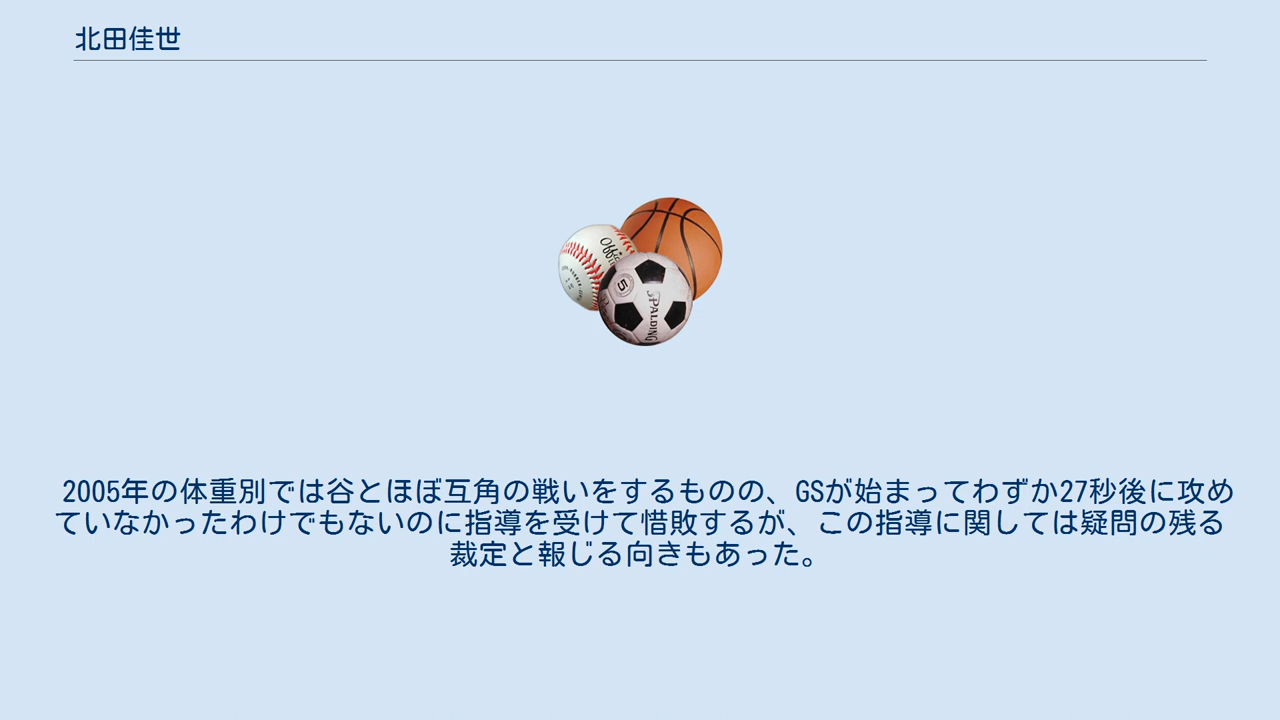 北田佳世
Offic
5
SPALDING
2005年の体重別では谷とほぼ互角の戦いをするものの、GSが始まってわずか27秒後に攻め
ていなかったわけでもないのに指導を受けて惜敗するが、この指導に関しては疑問の残る
裁定と報じる向きもあった。